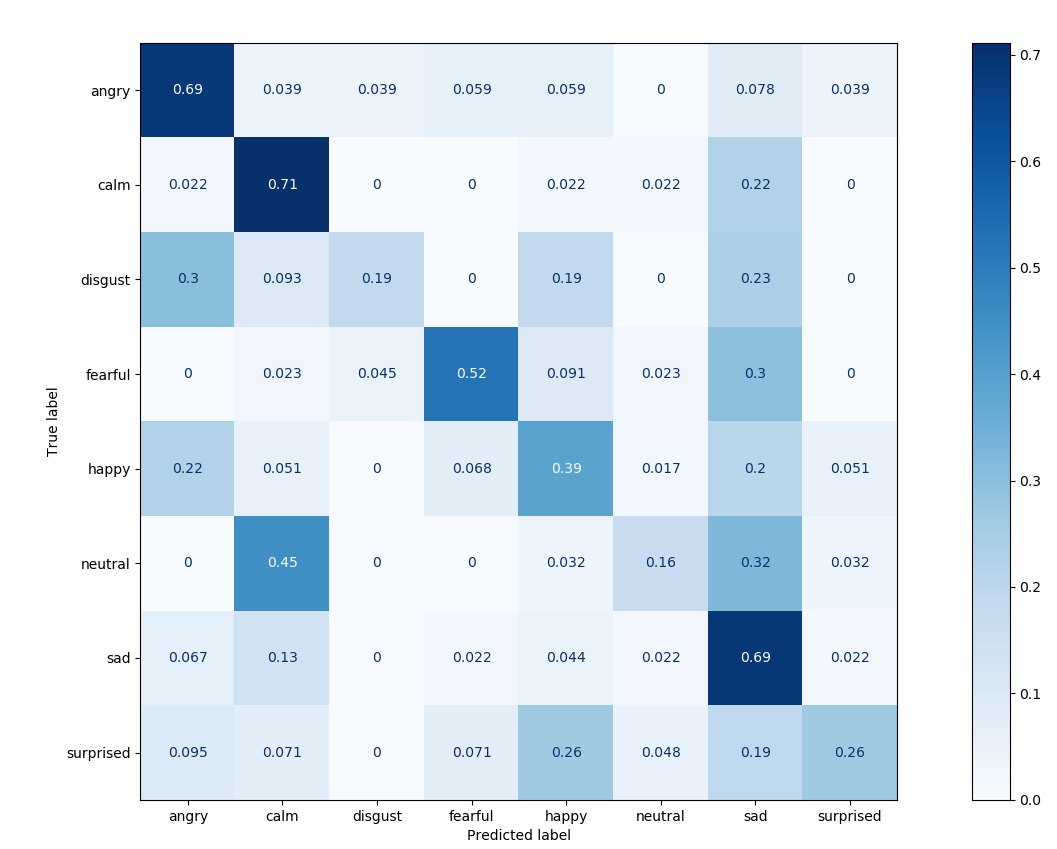 angry 0.69 0.039 0.039 0.059 0.059 0 0.078 0.039
calm 0.022 0.71 0 0 0.022 0.022 0.22 0
disgust 0.3 0.093 0.19 0 0.19 0 0.23 0
fearful 0 0.023 0.045 0.52 0.091 0.023 0.3 0
happy 0.22 0.051 0 0.068 0.39 0.017 0.2 0.051
neutral 0 0.45 0 0 0.032 0.16 0.32 0.032
sad 0.067 0.13 0 0.022 0.044 0.022 0.69 0.022
surprised 0.095 0.071 0 0.071 0.26 0.048 0.19 0.26
angry calm disgust fearful happy neutral sad surprised
Predicted label
True label
0.7
0.6
0.5
0.4
0.3
0.2
0.1
0.0